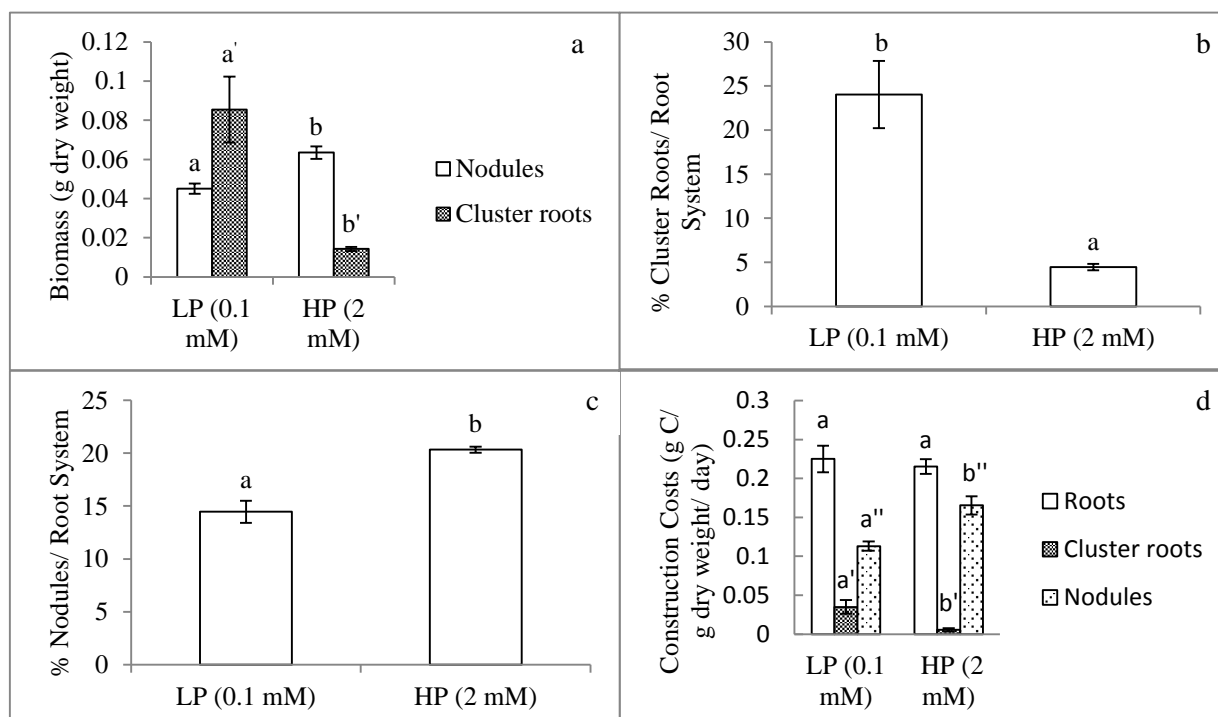 a
Biomass (g dry weight)
0.12
0.1
0.08
0.06
0.04
0.02
0
a'
a
b
b'
Nodules
Cluster roots
LP (0.1
mM)
HP (2
mM)
b
% Cluster Roots/ Root
System
30
25
20
15
10
5
0
b
a
LP (0.1 mM)
HP (2 mM)
c
% Nodules/ Root System
25
20
15
10
5
0
a
b
LP (0.1 mM)
HP (2 mM)
d
Construction Costs (g C/
g dry weight/ day)
0.3
0.25
0.2
0.15
0.1
0.05
0
a
a'
a''
a
b'
b''
Roots
Cluster roots
Nodules
LP (0.1
mM)
HP (2
mM)